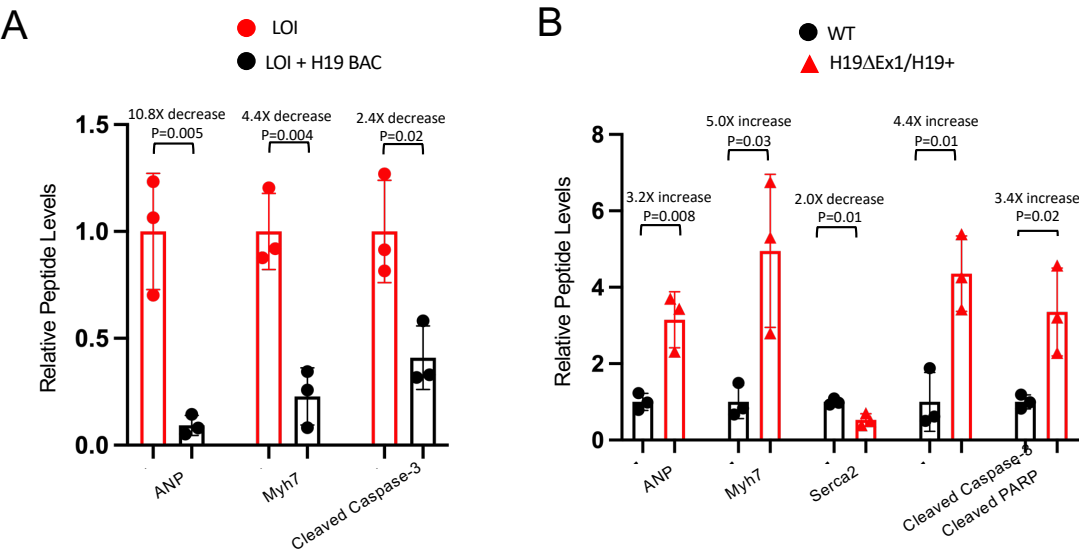 A
LOI
LOI + H19 BAC
10.8X decrease
P=0.005
4.4X decrease
P=0.004
2.4X decrease
P=0.02
Relative Peptide Levels
1.5
1.0
0.5
0.0
ANP
Myh7
Cleaved Caspase-3
B
WT
H19ΔEx1/H19+
3.2X increase
P=0.008
5.0X increase
P=0.03
2.0X decrease
P=0.01
4.4X increase
P=0.01
3.4X increase
P=0.02
Relative Peptide Levels
8
6
4
2
0
ANP
Myh7
Serca2
Cleaved Caspase-3
Cleaved PARP